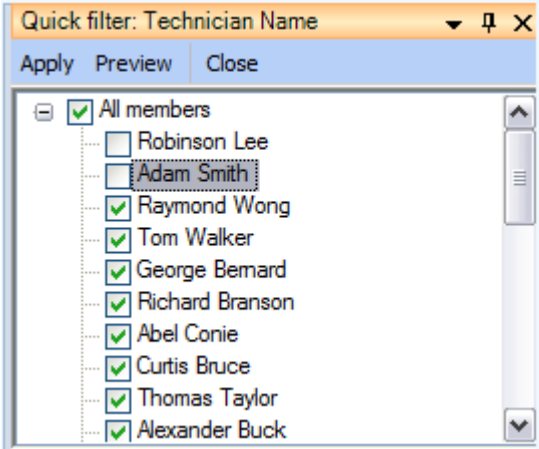 Quick filter: Technician Name
Apply Preview Close
All members
Robinson Lee
Adam Smith
Raymond Wong
Tom Walker
George Bernard
Richard Branson
Abel Conie
Curtis Bruce
Thomas Taylor
Alexander Buck